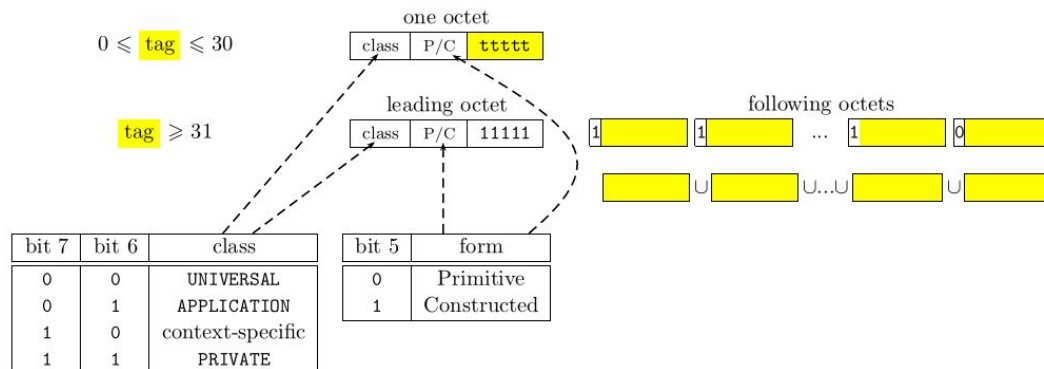 one octet
0 ⩽ tag ⩽ 30
class P/C ttttt
leading octet
following octets
tag ⩾ 31
class P/C 11111
1 1 ... 1 0
∪ ∪...∪ ∪
bit 7 bit 6 class
0 0 UNIVERSAL
0 1 APPLICATION
1 0 context-specific
1 1 PRIVATE
bit 5 form
0 Primitive
1 Constructed